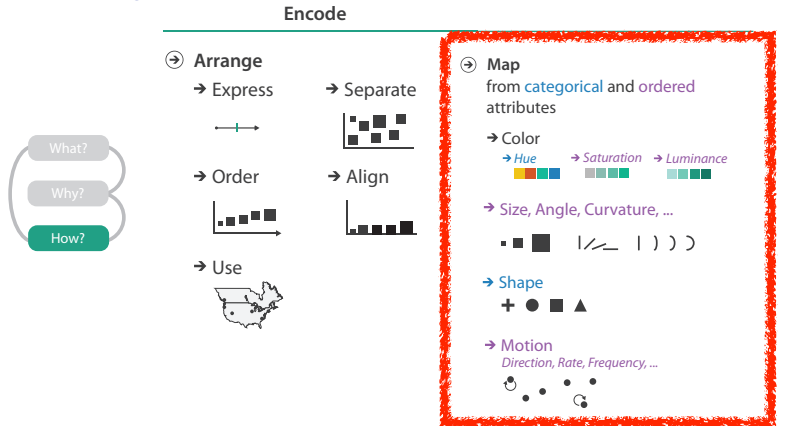 Encode
What?
Why?
How?
Arrange
Express
Separate
Order
Align
Use
Map
from categorical and ordered
attributes
Color
Hue
Saturation
Luminance
Size, Angle, Curvature, ...
Shape
Motion
Direction, Rate, Frequency, ...